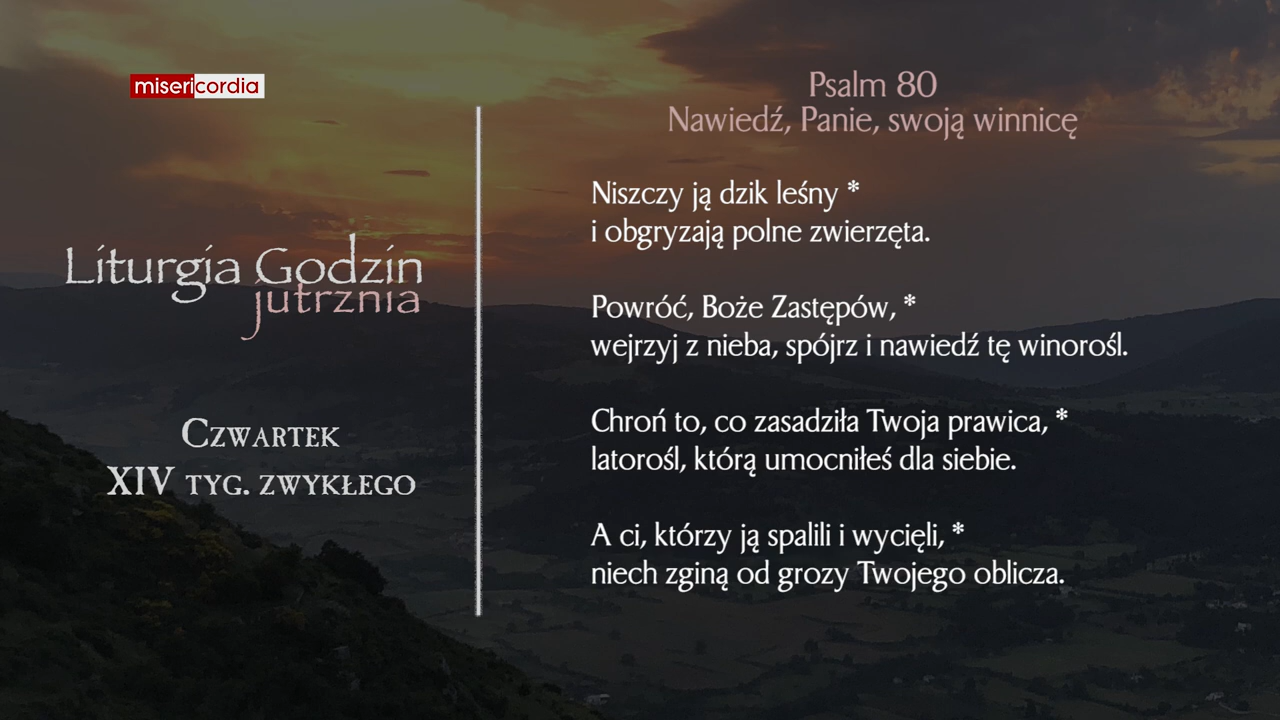 misericordia
Liturgia Godzin
jutrznia
Czwartek
XIV tyg. zwykłego
Psalm 80
Nawiedź, Panie, swoją winnicę
Niszczy ją dzik leśny *
i obgryzają polne zwierzęta.
Powróć, Boże Zastępów, *
wejrzyj z nieba, spójrz i nawiedź tę winorośl.
Chroń to, co zasadziła Twoja prawica, *
latorośl, którą umocniłeś dla siebie.
A ci, którzy ją spalili i wycięli, *
niech zginą od grozy Twojego oblicza.